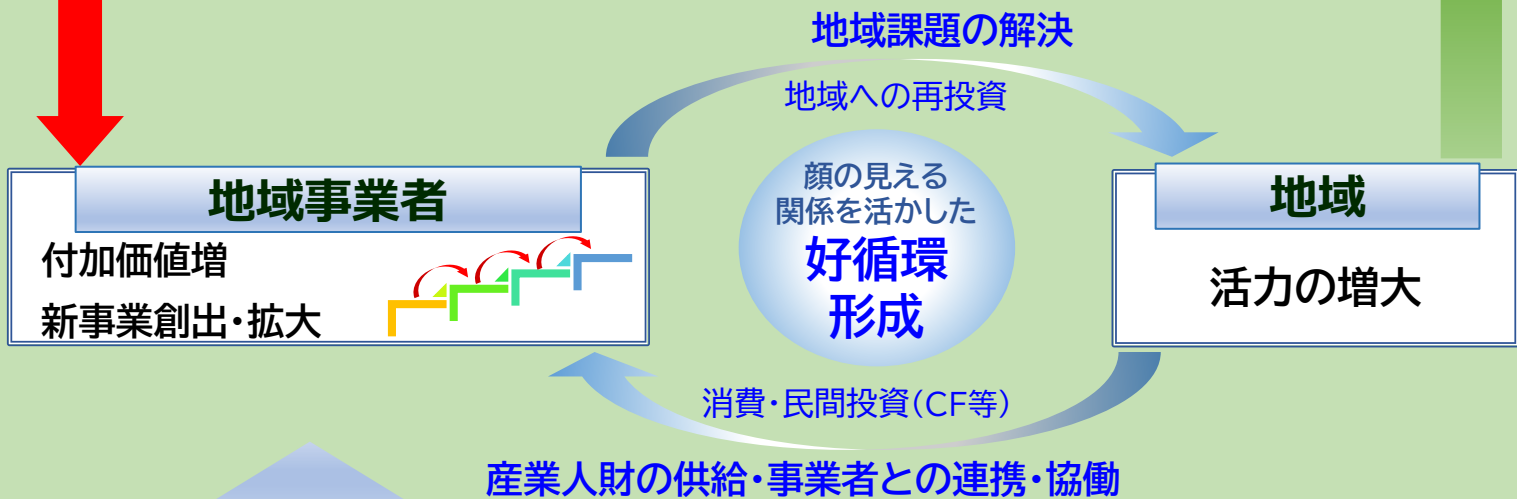 地域課題の解決
地域への再投資
地域事業者
付加価値増
新事業創出・拡大
顔の見える
関係を活かした
好循環
形成
地域
活力の増大
消費・民間投資(CF等)
産業人財の供給・事業者との連携・協働